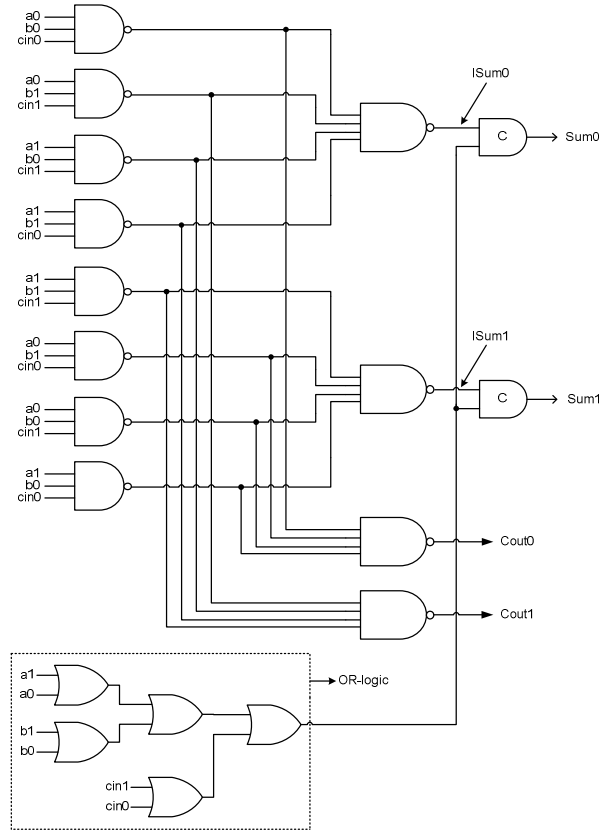 a0
b0
cin0
a0
b1
cin1
a1
b0
cin1
a1
b1
cin0
a1
b1
cin1
a0
b1
cin0
a0
b0
cin1
a1
b0
cin0
ISum0
C
Sum0
ISum1
C
Sum1
Cout0
Cout1
OR-logic
a1
a0
b1
b0
cin1
cin0